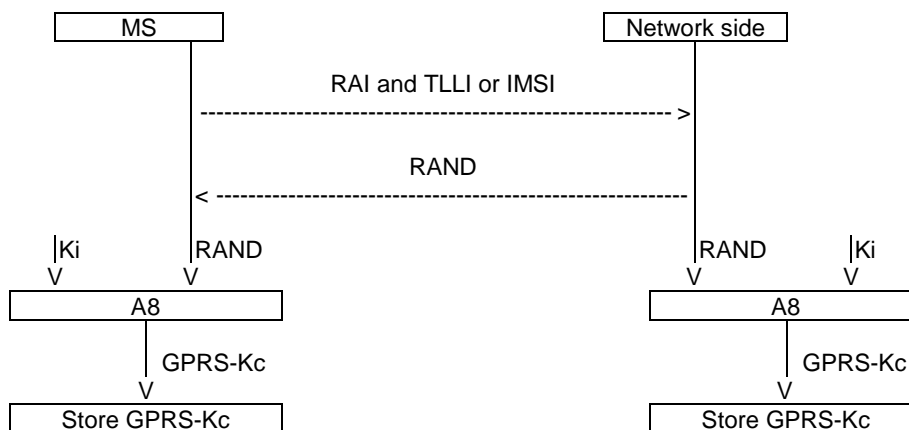 MS Network side
RAI and TLLI or IMSI
----------------------------------------------------- >
RAND
< -----------------------------------------------------
Ki RAND RAND Ki
V V V V
A8 A8
GPRS-Kc GPRS-Kc
V V
Store GPRS-Kc Store GPRS-Kc